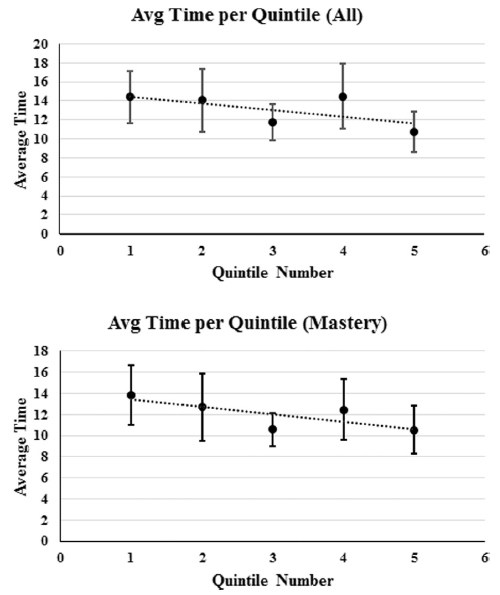 Avg Time per Quintile (All)
20
18
16
14
12
10
8
6
4
2
0
Average Time
0 1 2 3 4 5 6
Quintile Number
Avg Time per Quintile (Mastery)
18
16
14
12
10
8
6
4
2
0
Average Time
0 1 2 3 4 5 6
Quintile Number